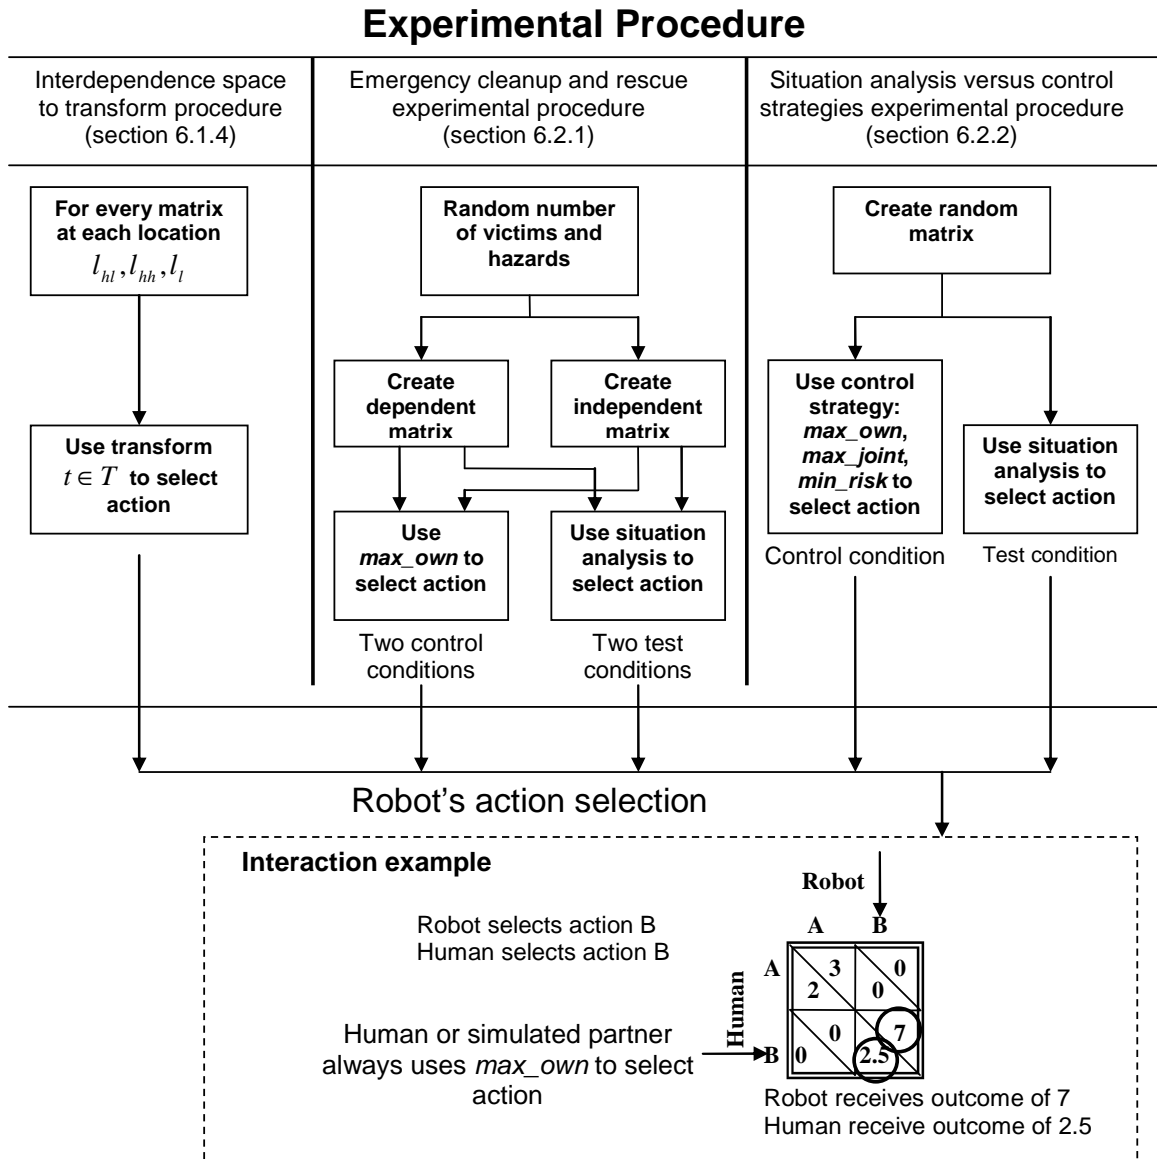 Experimental Procedure
Interdependence space
to transform procedure
(section 6.1.4)
Emergency cleanup and rescue
experimental procedure
(section 6.2.1)
Situation analysis versus control
strategies experimental procedure
(section 6.2.2)
For every matrix
at each location
l_{hl}, l_{hh}, l_l
Use transform
t ∈ T to select
action
Random number
of victims and
hazards
Create
dependent
matrix
Create
independent
matrix
Use
max_own to
select action
Use situation
analysis to
select action
Two control
conditions
Two test
conditions
Create random
matrix
Use control
strategy:
max_own,
max_joint,
min_risk to
select action
Use situation
analysis to
select action
Control condition
Test condition
Robot's action selection
Interaction example
Robot selects action B
Human selects action B
Human or simulated partner
always uses max_own to select
action
Robot
A B
Human
A 3 0
2 0
0 7
B 0 2.5
Robot receives outcome of 7
Human receive outcome of 2.5